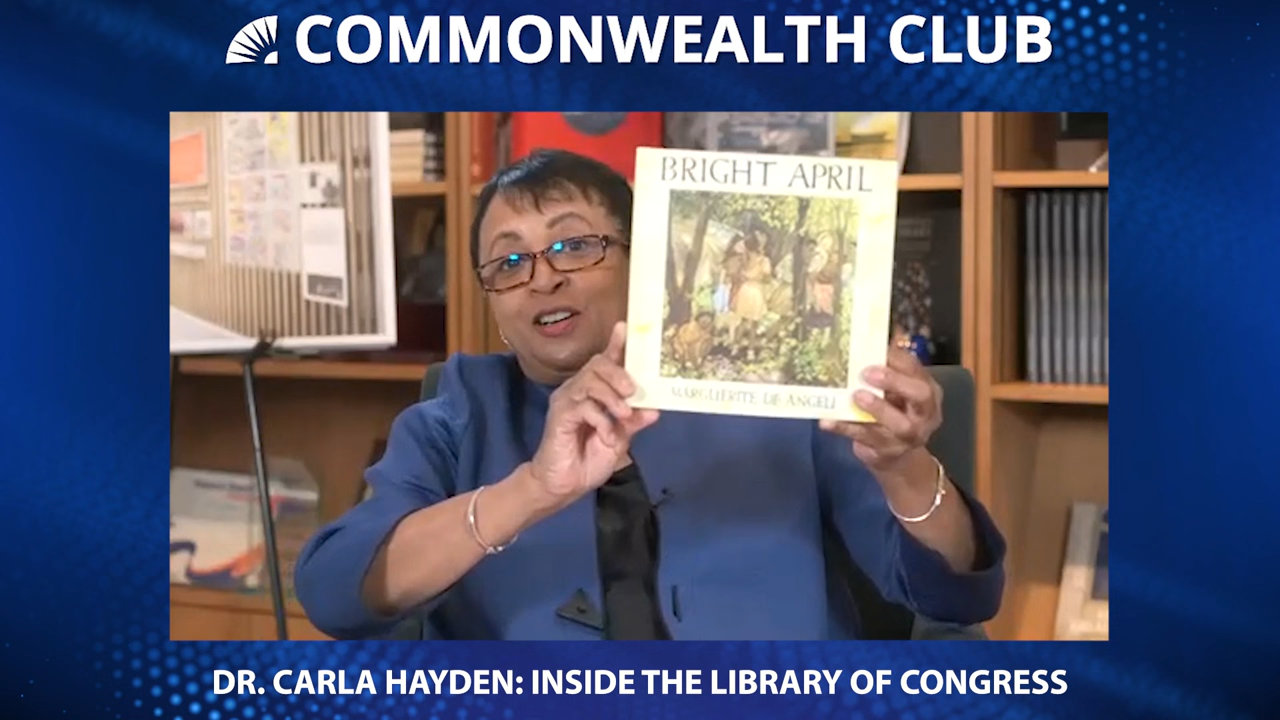 COMMONWEALTH CLUB
BRIGHT APRIL
MARGUERITE DE ANGELI
DR. CARLA HAYDEN: INSIDE THE LIBRARY OF CONGRESS